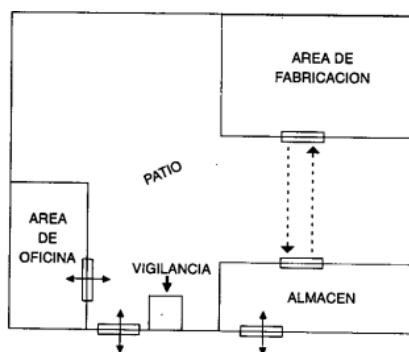 AREA DE
FABRICACION
PATIO
AREA
DE
OFICINA
VIGILANCIA
ALMACEN